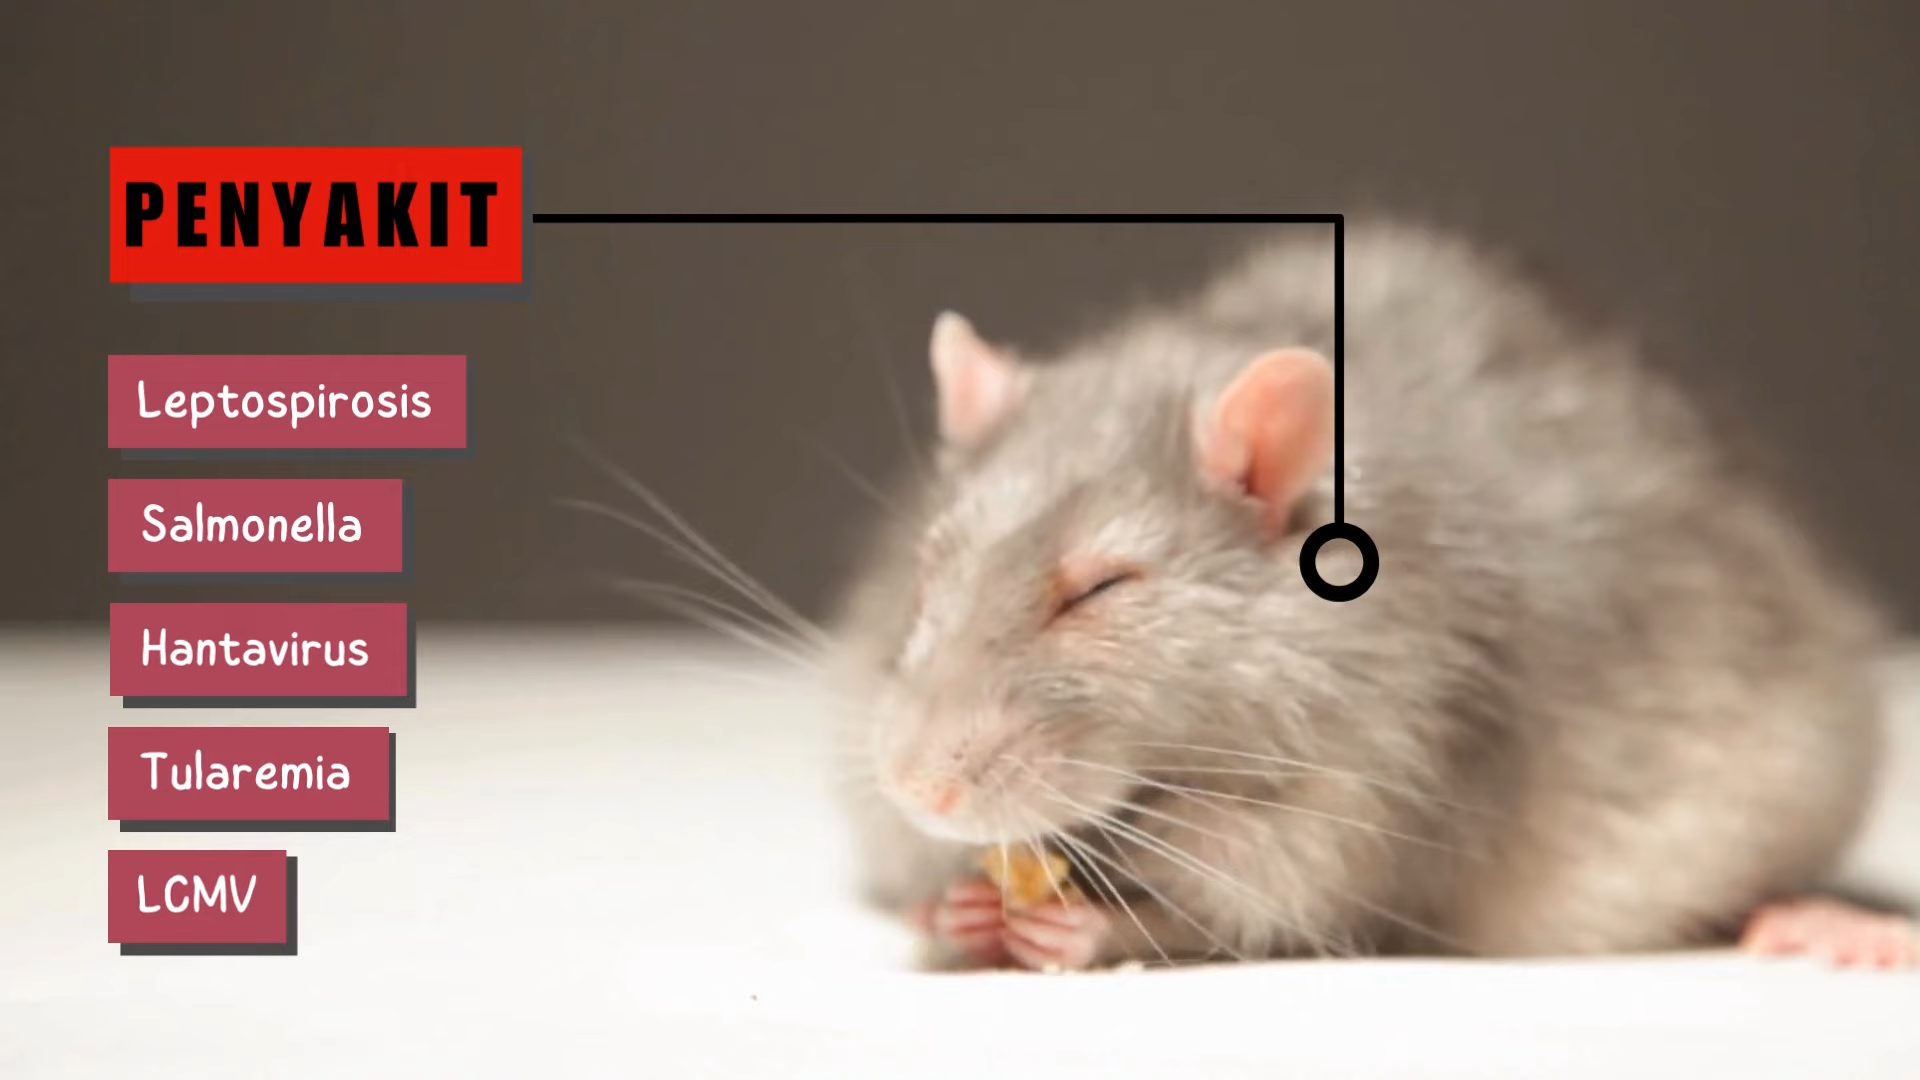 PENYAKIT
Leptospirosis
Salmonella
Hantavirus
Tularemia
LCMV